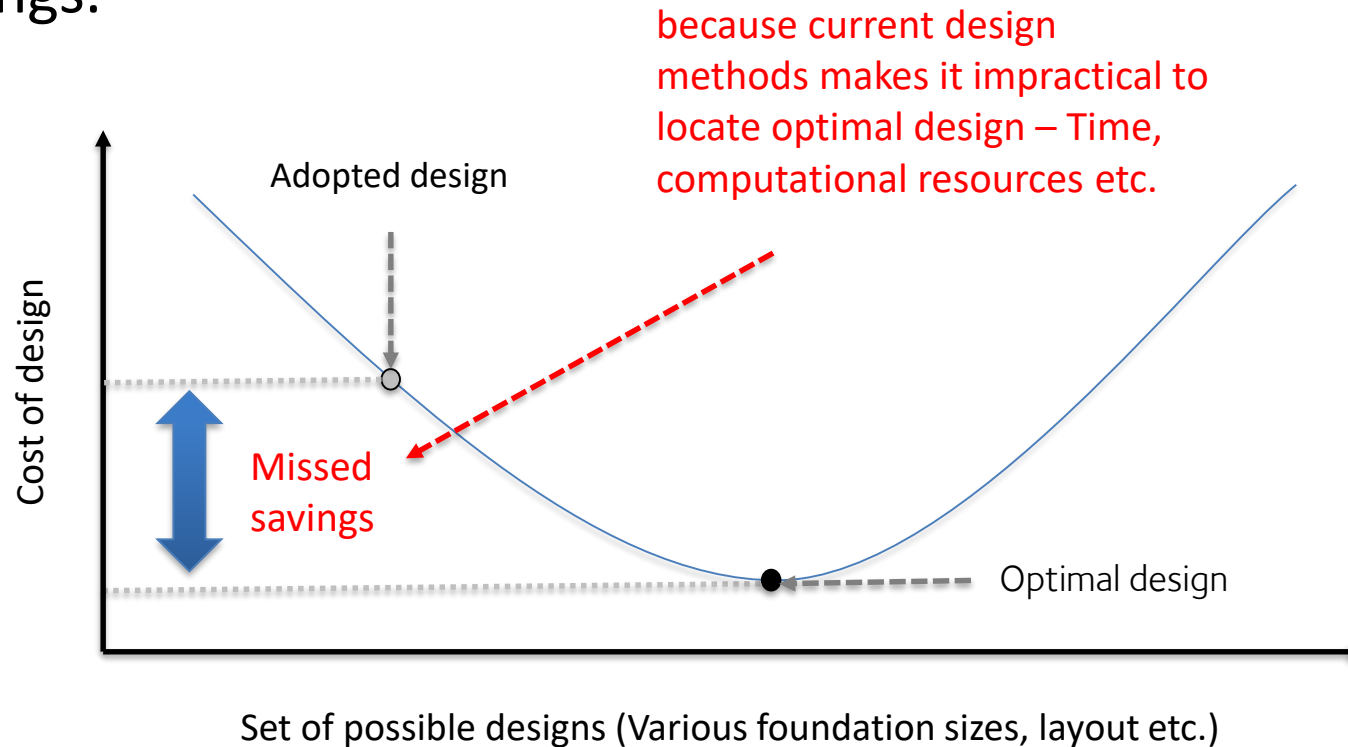 ngs.
because current design
methods makes it impractical to
locate optimal design – Time,
computational resources etc.
Adopted design
Cost of design
Missed
savings
Optimal design
Set of possible designs (Various foundation sizes, layout etc.)